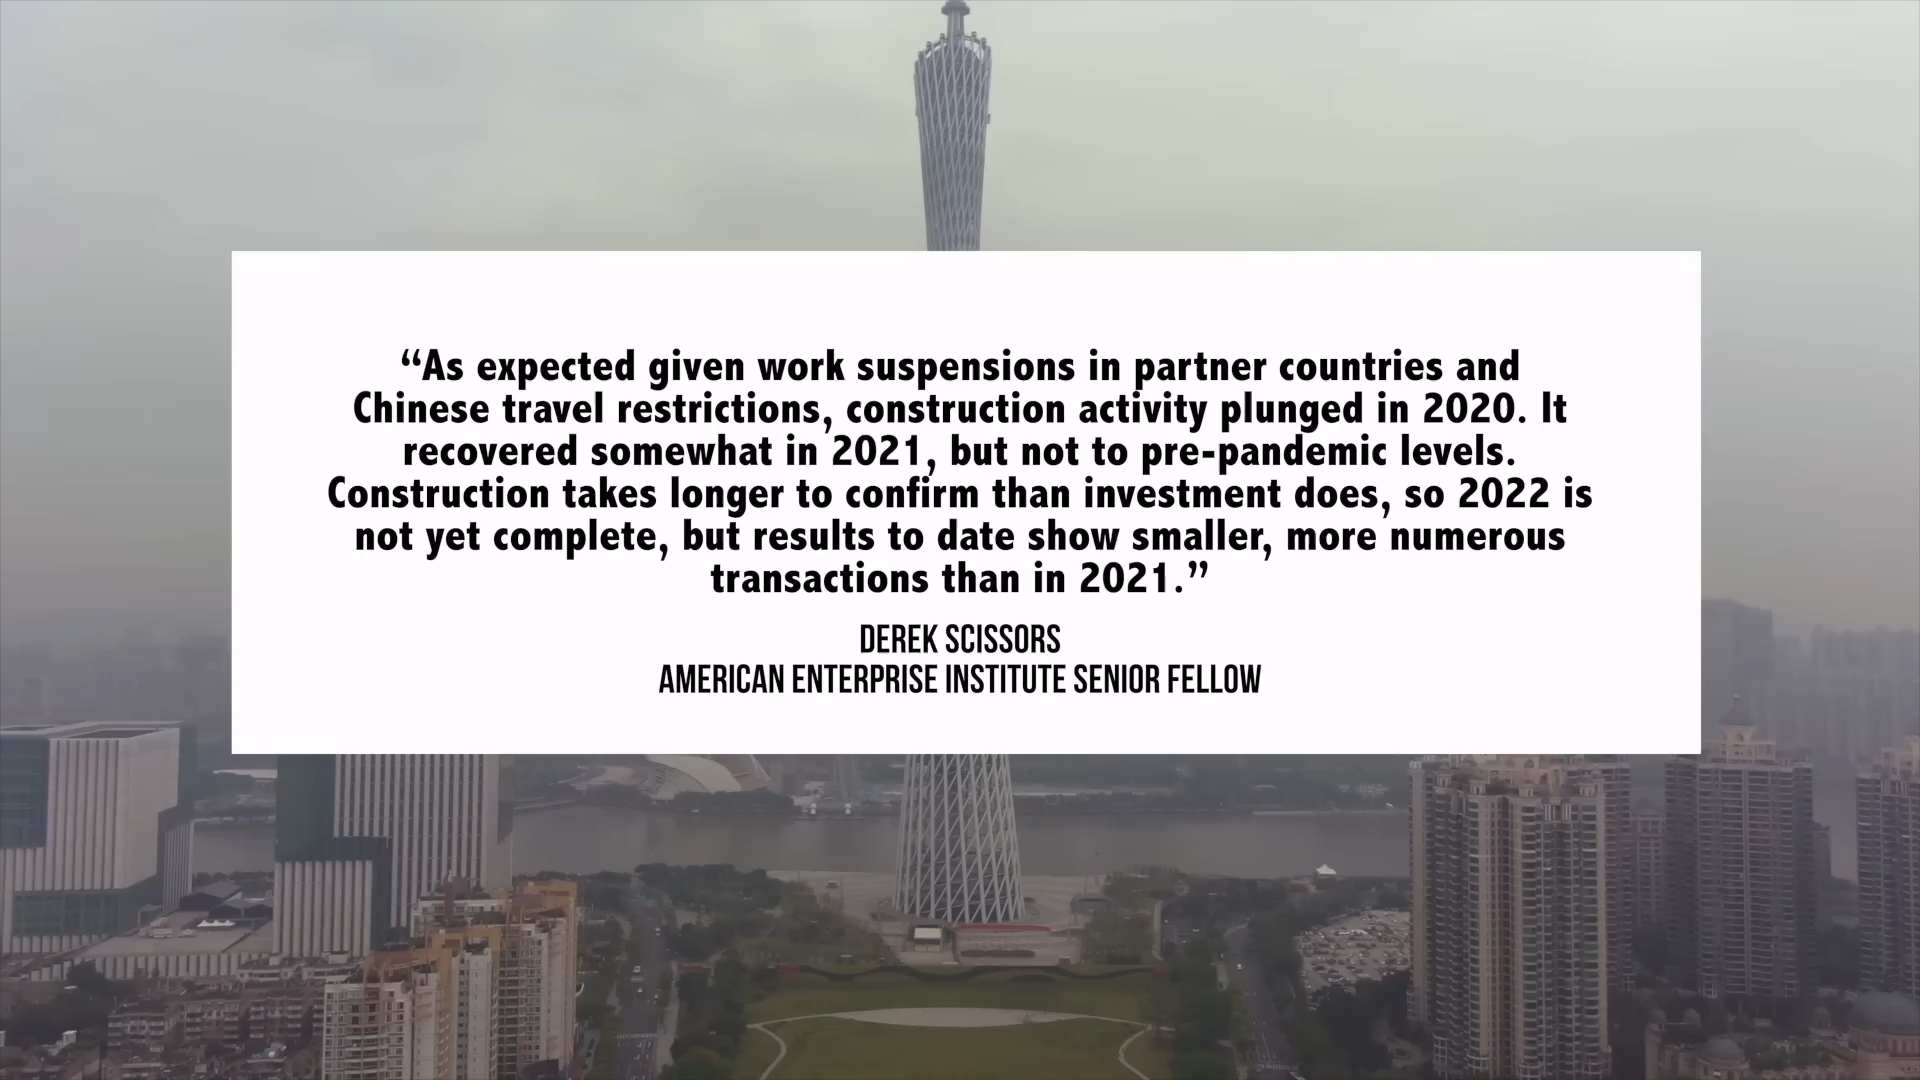 “As expected given work suspensions in partner countries and
Chinese travel restrictions, construction activity plunged in 2020. It
recovered somewhat in 2021, but not to pre-pandemic levels.
Construction takes longer to confirm than investment does, so 2022 is
not yet complete, but results to date show smaller, more numerous
transactions than in 2021.”
DEREK SCISSORS
AMERICAN ENTERPRISE INSTITUTE SENIOR FELLOW